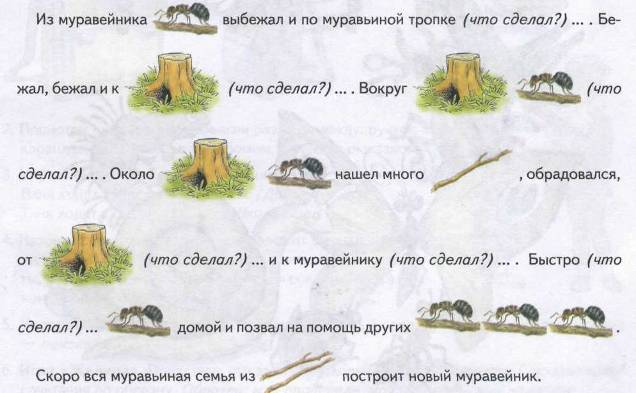 Из муравейника выбежал и по муравьиной тропке (что сделал?) ... . Бе-
жал, бежал и к (что сделал?) ... . Вокруг (что
сделал?) ... . Около нашел много , обрадовался,
от (что сделал?) ... и к муравейнику (что сделал?) ... . Быстро (что
сделал?) ... домой и позвал на помощь других .
Скоро вся муравьиная семья из построит новый муравейник.